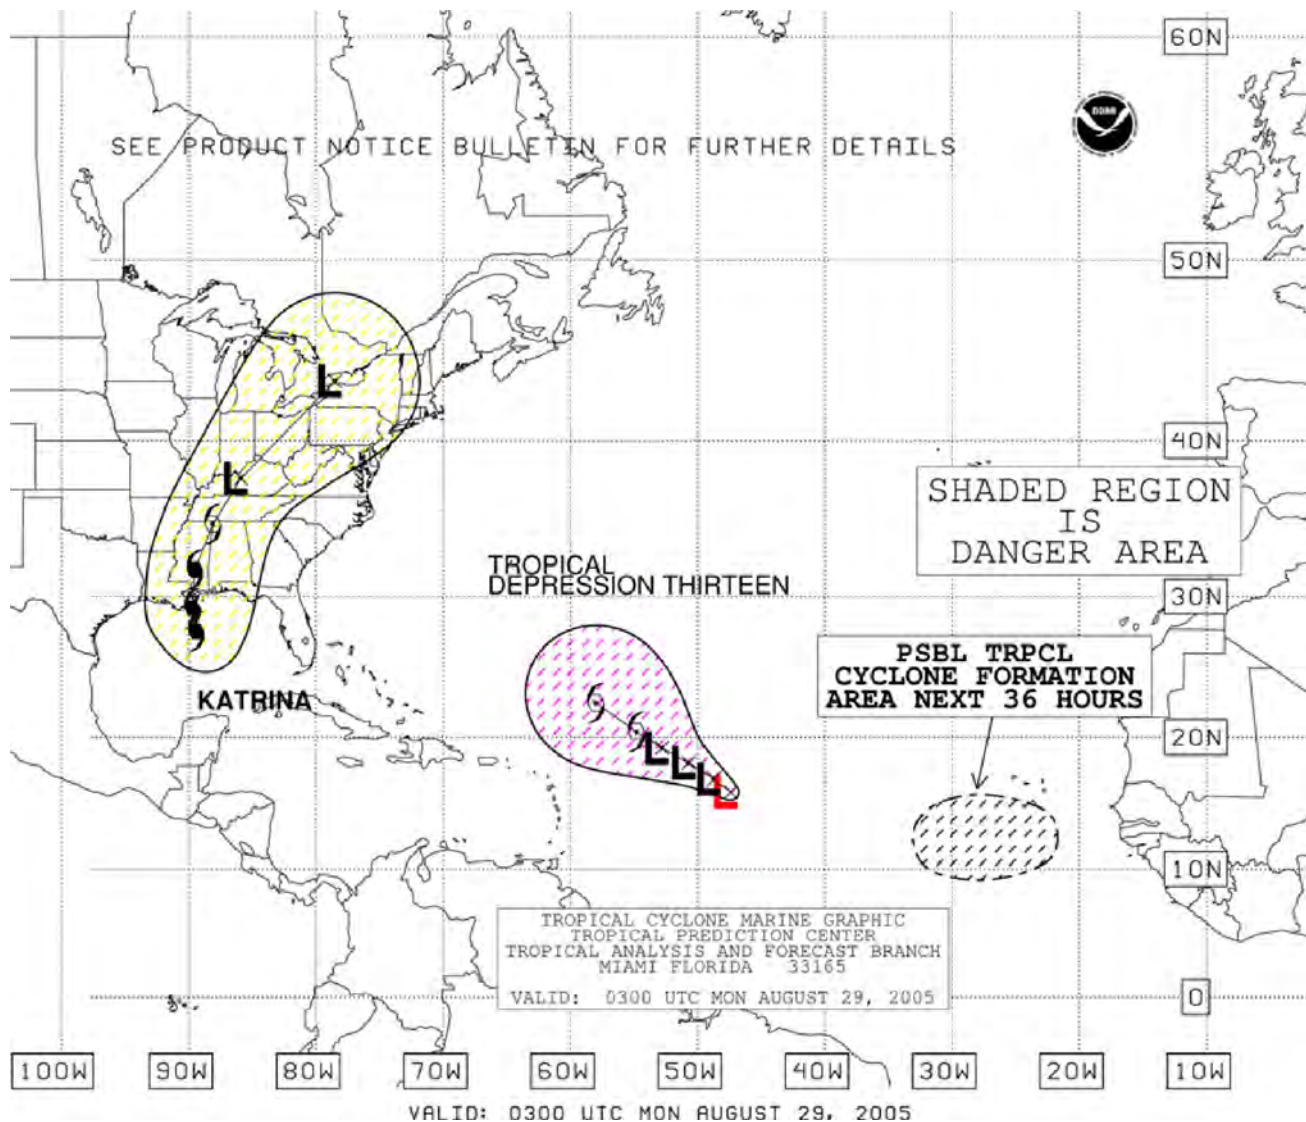 60N
SEE PRODUCT NOTICE BULLETIN FOR FURTHER DETAILS
NOAA
50N
40N
SHADED REGION
IS
DANGER AREA
TROPICAL
DEPRESSION THIRTEEN
30N
PSBL TRPCL
CYCLONE FORMATION
AREA NEXT 36 HOURS
KATRINA
20N
10N
TROPICAL CYCLONE MARINE GRAPHIC
TROPICAL PREDICTION CENTER
TROPICAL ANALYSIS AND FORECAST BRANCH
MIAMI FLORIDA 33165
VALID: 0300 UTC MON AUGUST 29, 2005
0
100W 90W 80W 70W 60W 50W 40W 30W 20W 10W
VALID: 0300 UTC MON AUGUST 29, 2005
L
L
L
L
L
L